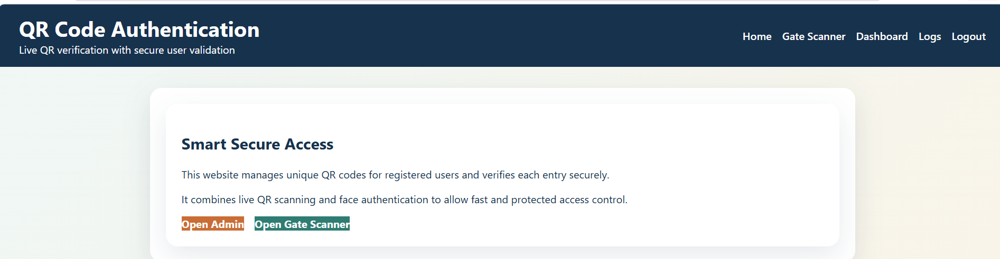 QR Code Authentication
Live QR verification with secure user validation
Home Gate Scanner Dashboard Logs Logout
Smart Secure Access
This website manages unique QR codes for registered users and verifies each entry securely.
It combines live QR scanning and face authentication to allow fast and protected access control.
Open Admin Open Gate Scanner